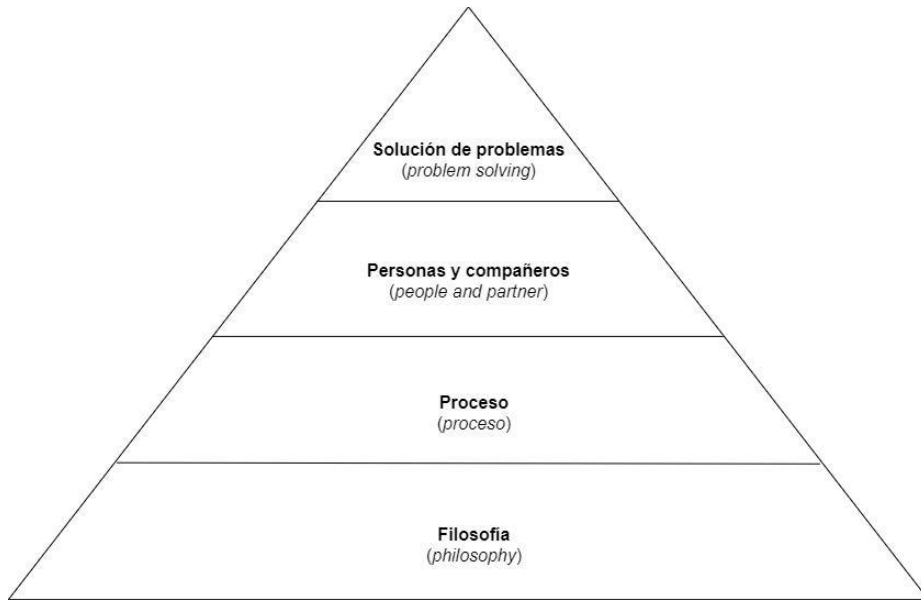 Solución de problemas
(problem solving)
Personas y compañeros
(people and partner)
Proceso
(proceso)
Filosofía
(philosophy)